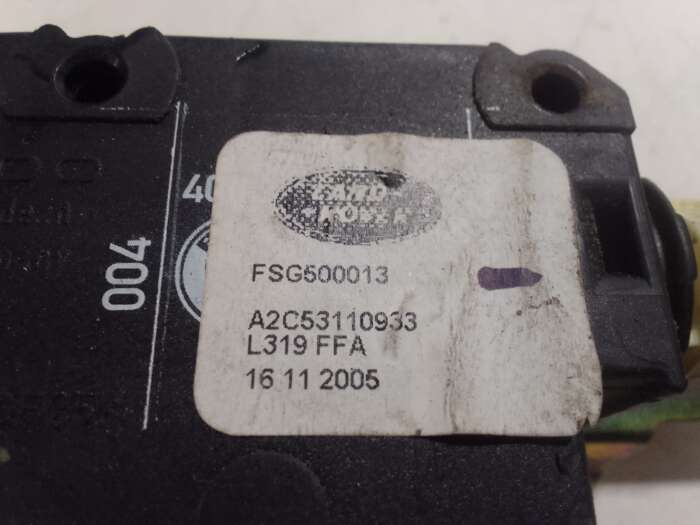 40
LAND
ROVER
FSG500013
A2C53110933
L319 FFA
16 11 2005
004